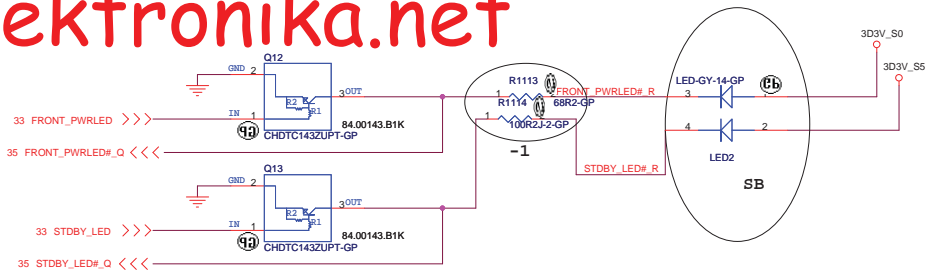 ektronika.net
3D3V_S0
3D3V_S5
Q12
GND 2
R2
R1
3 OUT
33 FRONT_PWRLED
IN 1
84.00143.B1K
CHDTC143ZUPT-GP
35 FRONT_PWRLED#_Q
R1113
1
FRONT_PWRLED#_R
68R2-GP
R1114
1
100R2J-2-GP
-1
STDBY_LED#_R
LED-GY-14-GP
3
1
4
2
LED2
SB
Q13
GND 2
R2
R1
3 OUT
33 STDBY_LED
IN 1
84.00143.B1K
CHDTC143ZUPT-GP
35 STDBY_LED#_Q